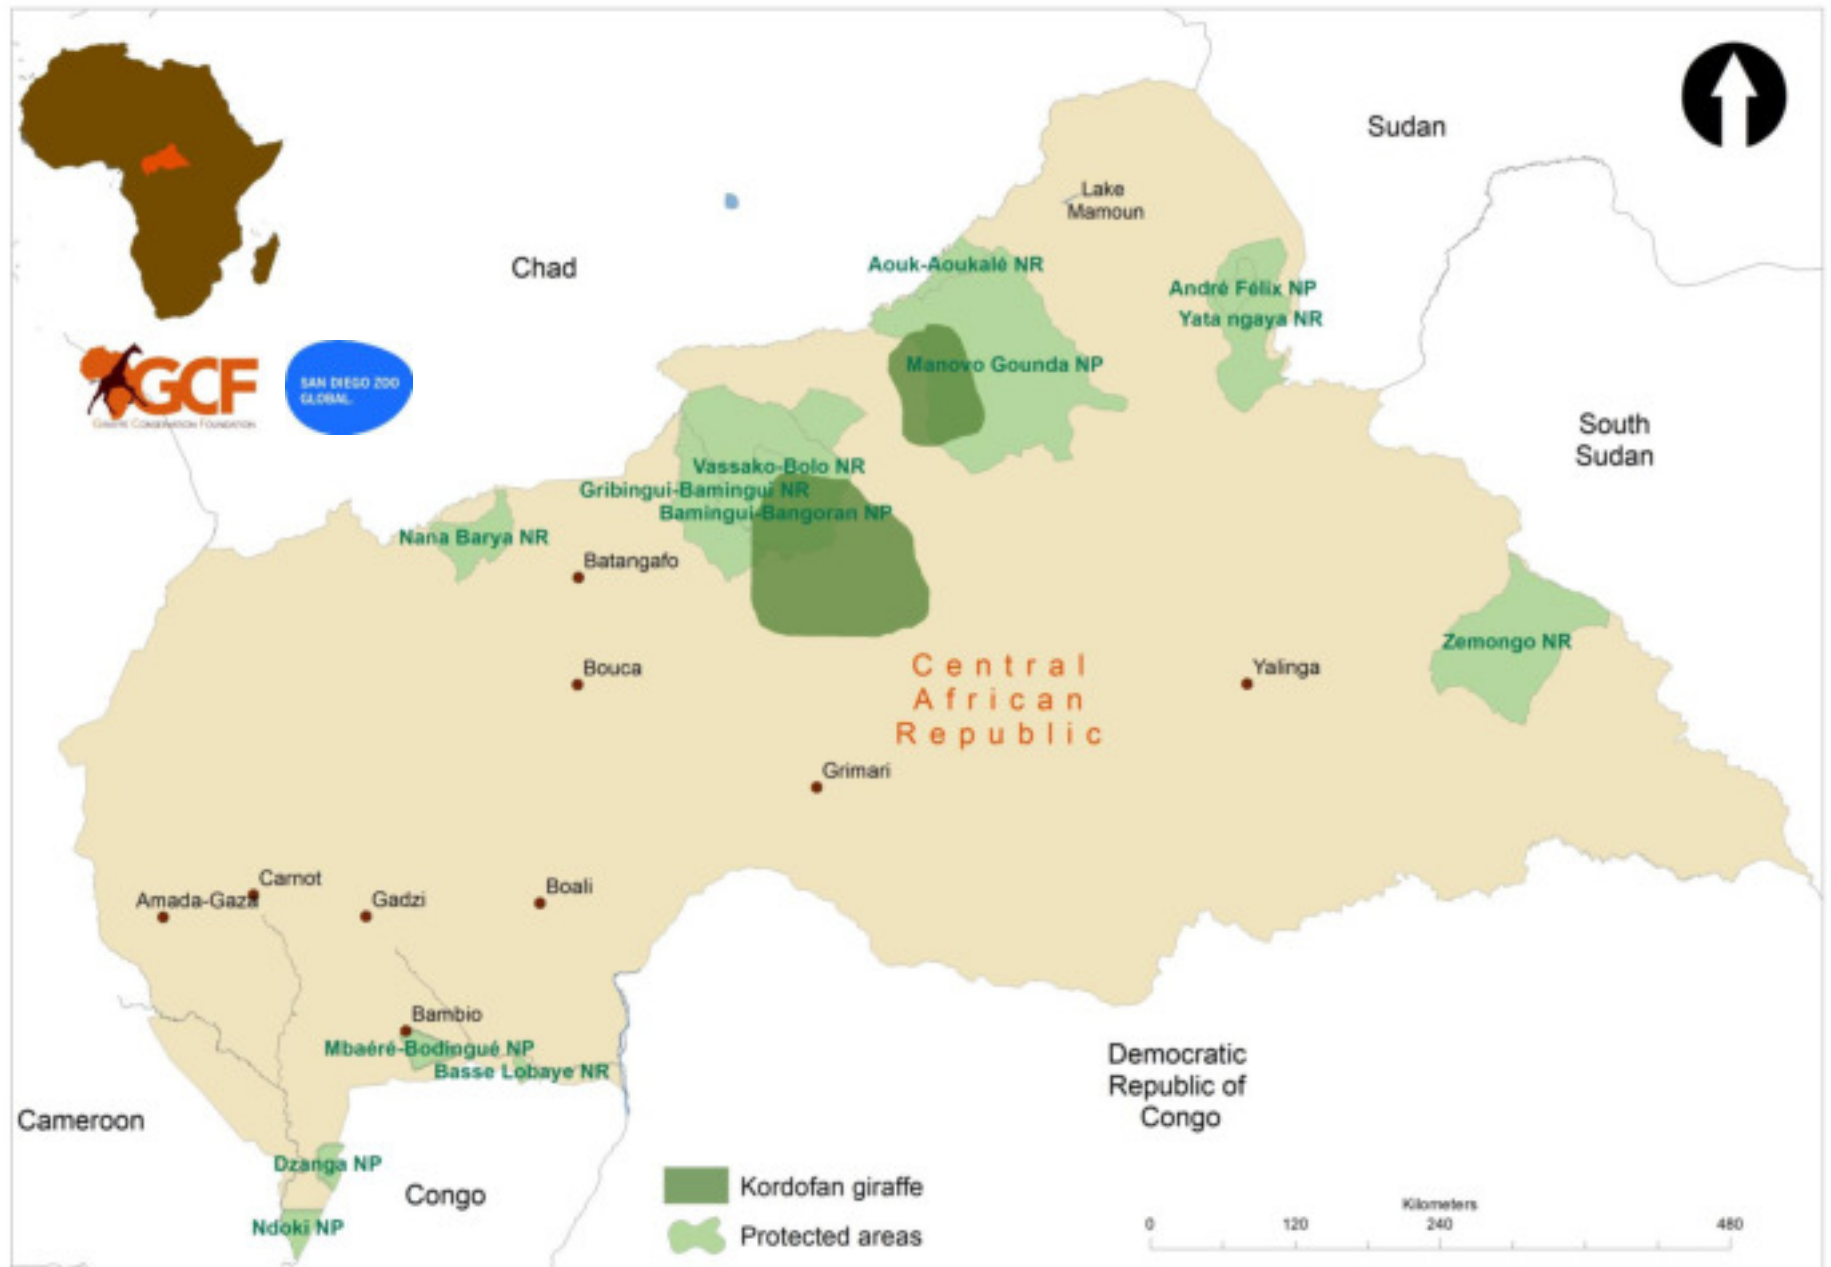 Sudan
Lake
Mamoun
Chad
Aouk-Aoukalé NR
André Félix NP
Yata ngaya NR
Manovo Gounda NP
GCF
GIRAFFE CONSERVATION FOUNDATION
SAN DIEGO ZOO
GLOBAL.
South
Sudan
Vassako-Bolo NR
Gribingui-Bamingui NR
Bamingui-Bangoran NP
Nana Barya NR
Batangafo
Zemongo NR
Bouca
Central
African
Republic
Yalinga
Grimari
Carnot
Amada-Gaza
Gadzi
Boali
Bambio
Mbaéré-Bodingué NP
Basse Lobaye NR
Democratic
Republic of
Congo
Cameroon
Dzanga NP
Congo
Ndoki NP
Kordofan giraffe
Protected areas
Kilometers
0 120 240 480